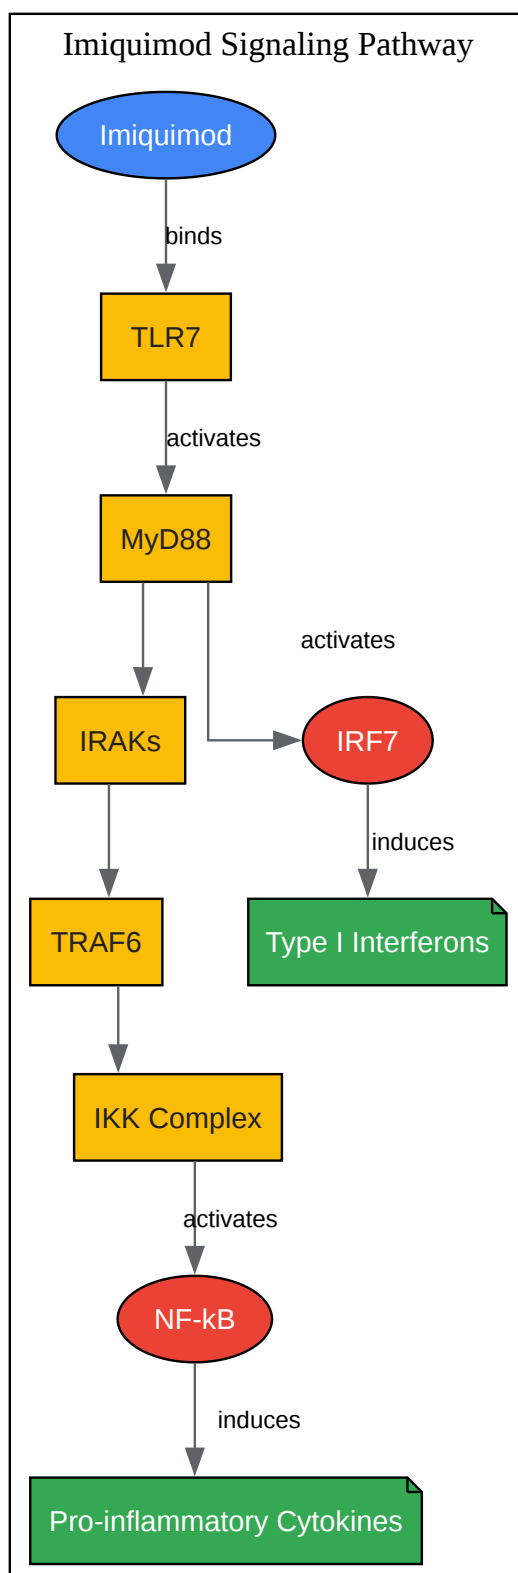 Imiquimod Signaling Pathway
Imiquimod
binds
TLR7
activates
MyD88
activates
IRAKs
IRF7
induces
TRAF6
Type I Interferons
IKK Complex
activates
NF-kB
induces
Pro-inflammatory Cytokines